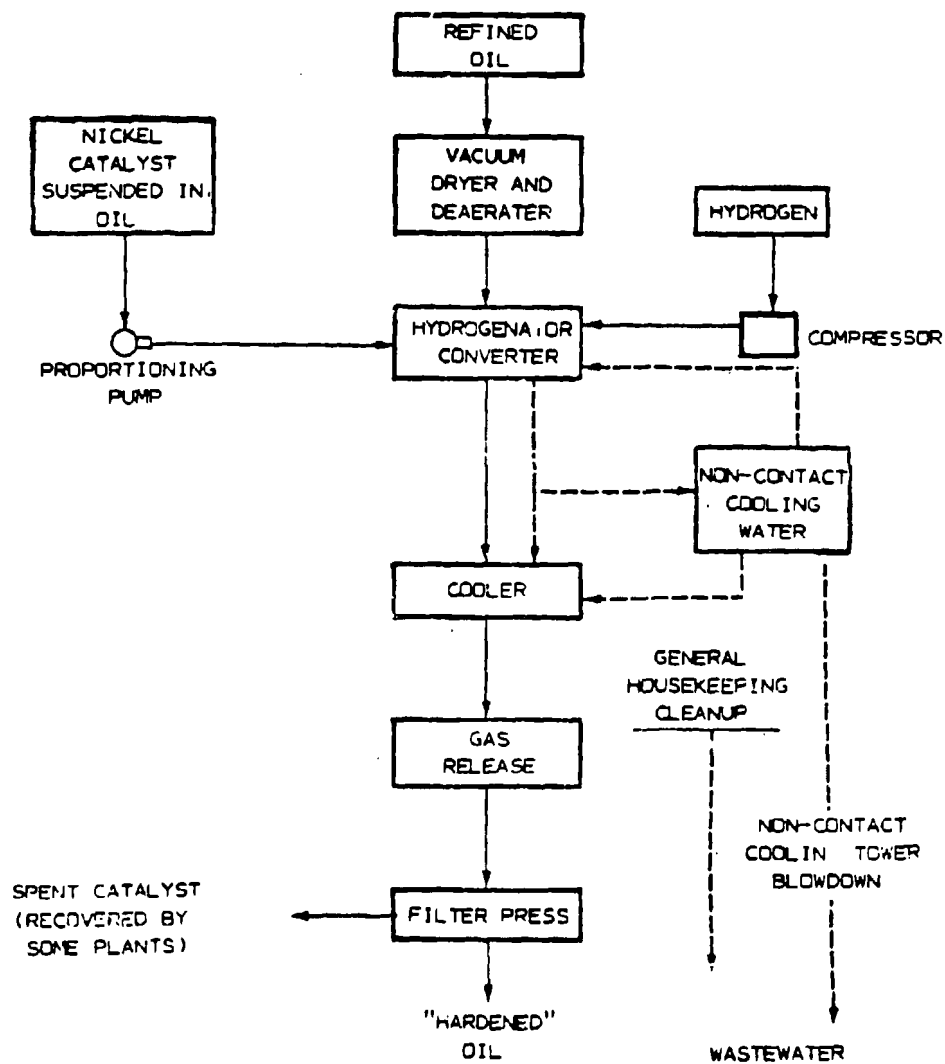 REFINED
OIL
NICKEL
CATALYST
SUSPENDED IN
OIL
VACUUM
DRYER AND
DEAERATER
HYDROGEN
HYDROGENATOR
CONVERTER
COMPRESSOR
PROPORTIONING
PUMP
NON-CONTACT
COOLING
WATER
COOLER
GENERAL
HOUSEKEEPING
CLEANUP
GAS
RELEASE
NON-CONTACT
COOLIN TOWER
BLOWDOWN
SPENT CATALYST
(RECOVERED BY
SOME PLANTS)
FILTER PRESS
"HARDENED"
OIL
WASTEWATER